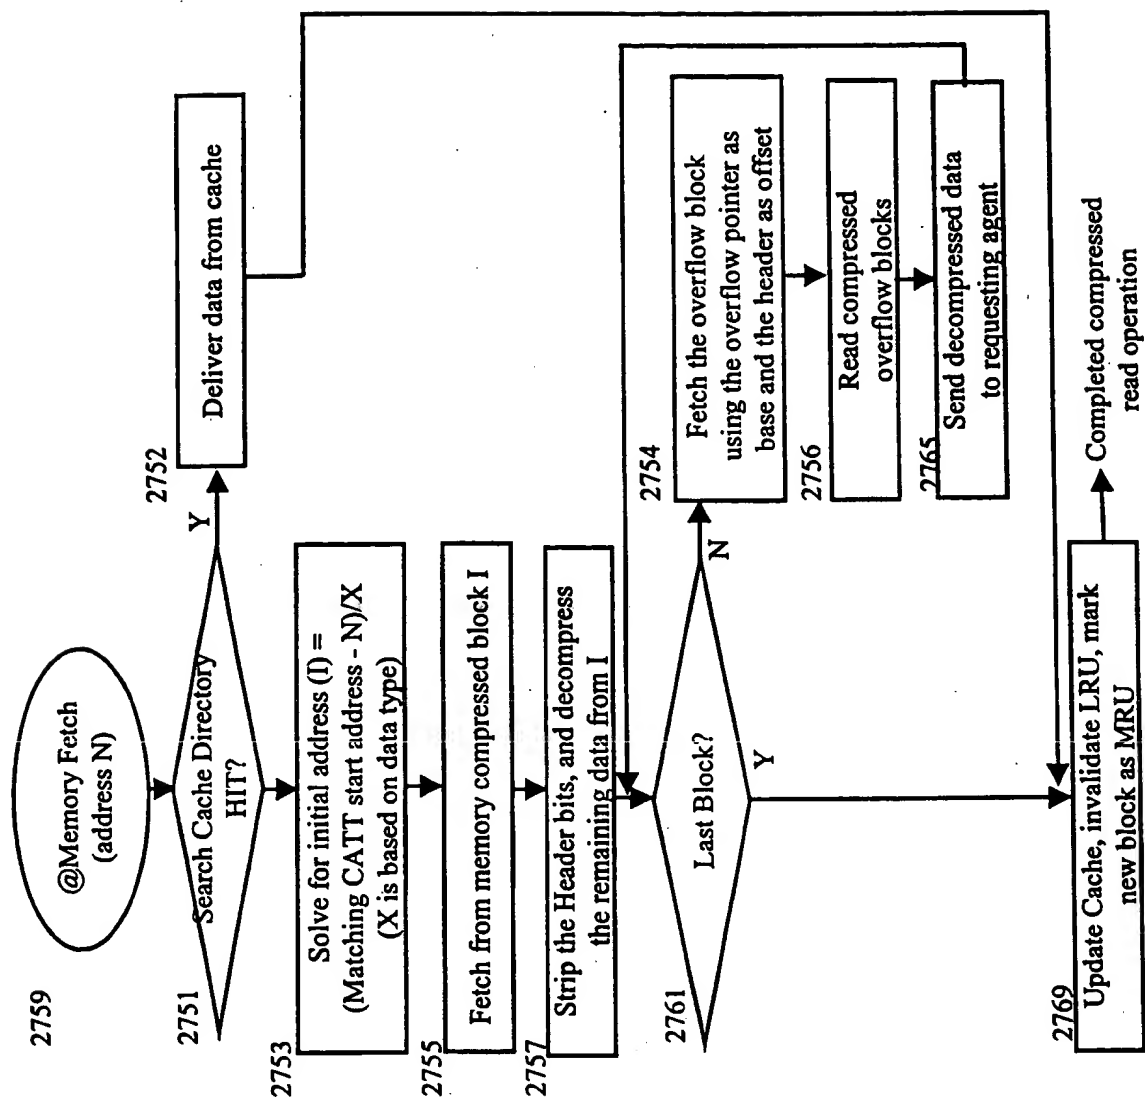 2759
@Memory Fetch
(address N)
2751
Search Cache Directory
HIT?
Y
2752
Deliver data from cache
2753
Solve for initial address (I) =
(Matching CATT start address - N)/X
(X is based on data type)
2755
Fetch from memory compressed block I
2757
Strip the Header bits, and decompress
the remaining data from I
2761
Last Block?
N
Y
2754
Fetch the overflow block
using the overflow pointer as
base and the header as offset
2756
Read compressed
overflow blocks
2765
Send decompressed data
to requesting agent
2769
Update Cache, invalidate LRU, mark
new block as MRU
Completed compressed
read operation